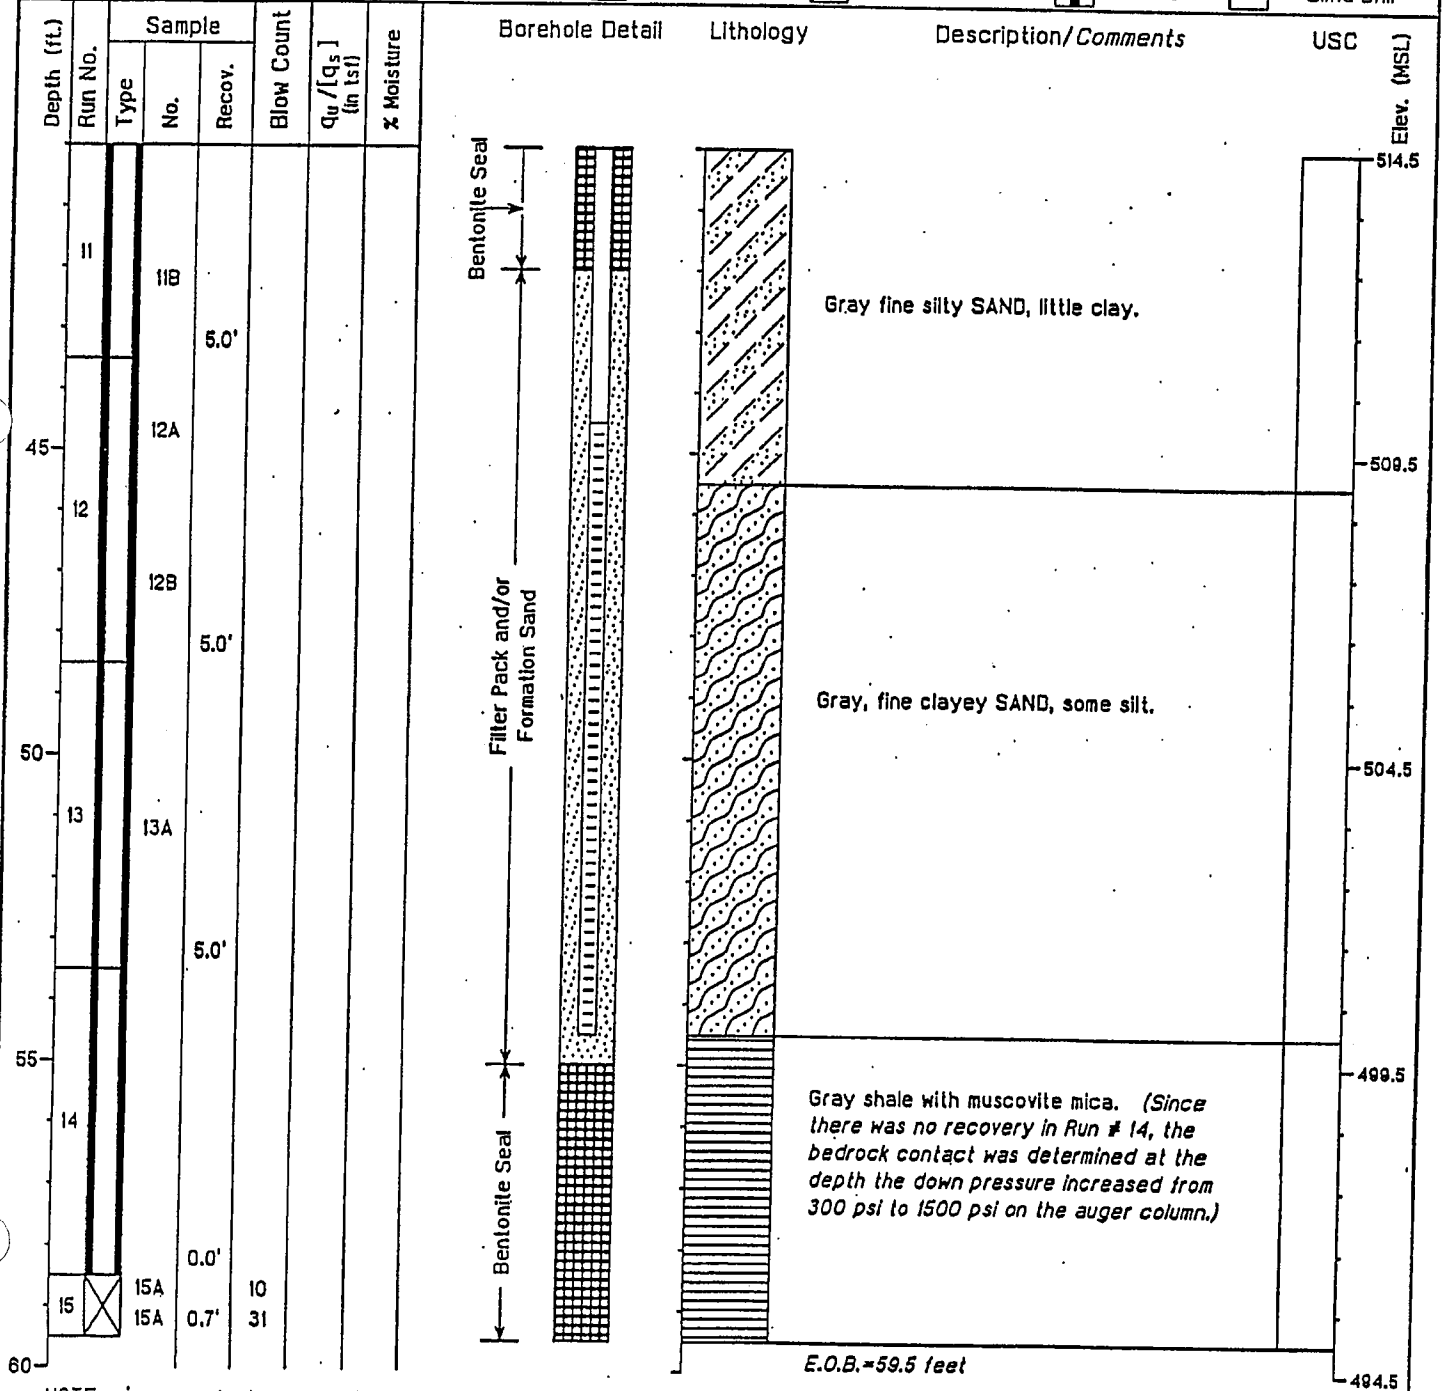 Depth (ft.)
Run No.
Sample
Type
No.
Recov.
Blow Count
qu/[qs] (in tsf)
% Moisture
Borehole Detail
Lithology
Description/Comments
USC
Elev. (MSL)
514.5
Bentonite Seal
11
11B
5.0'
Gray fine silty SAND, little clay.
12A
45
509.5
12
12B
5.0'
Filter Pack and/or
Formation Sand
Gray, fine clayey SAND, some silt.
50
504.5
13
13A
5.0'
55
499.5
14
Bentonite Seal
Gray shale with muscovite mica. (Since
there was no recovery in Run # 14, the
bedrock contact was determined at the
depth the down pressure increased from
300 psi to 1500 psi on the auger column.)
0.0'
15
15A 10
15A 0.7' 31
60
E.O.B.=59.5 feet
494.5